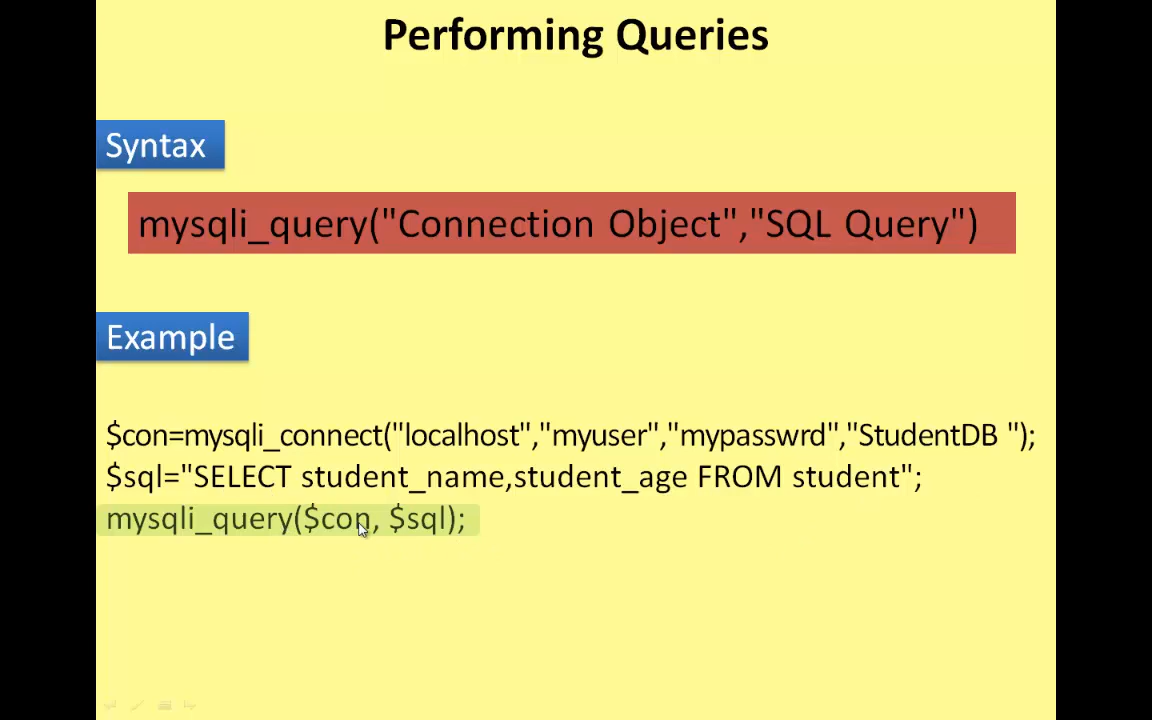 Performing Queries
Syntax
mysqli_query("Connection Object","SQL Query")
Example
$con=mysqli_connect("localhost","myuser","mypasswrd","StudentDB ");
$sql="SELECT student_name,student_age FROM student";
mysqli_query($con, $sql);